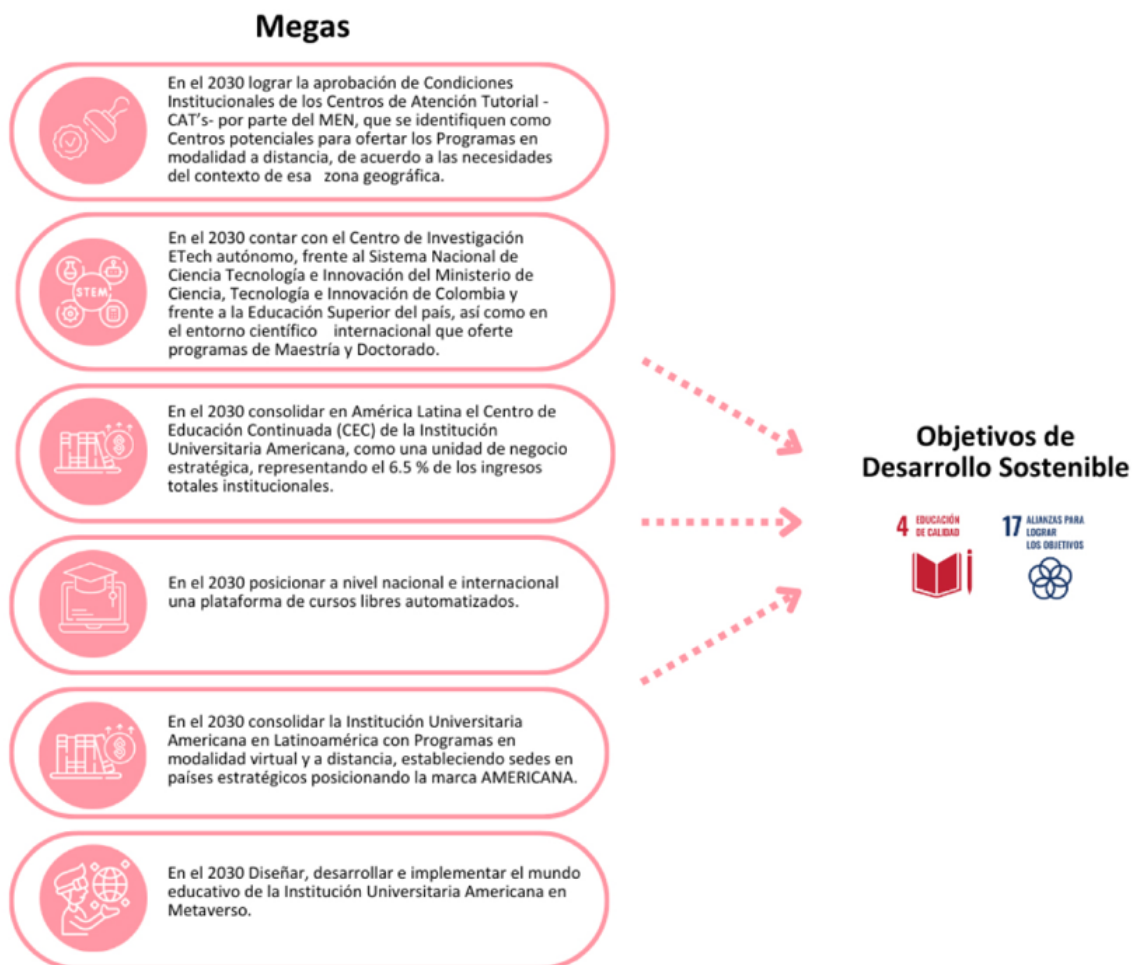 Megas
En el 2030 lograr la aprobación de Condiciones
Institucionales de los Centros de Atención Tutorial -
CAT's- por parte del MEN, que se identifiquen como
Centros potenciales para ofertar los Programas en
modalidad a distancia, de acuerdo a las necesidades
del contexto de esa zona geográfica.
En el 2030 contar con el Centro de Investigación
ETech autónomo, frente al Sistema Nacional de
Ciencia Tecnología e Innovación del Ministerio de
Ciencia, Tecnología e Innovación de Colombia y
frente a la Educación Superior del país, así como en
el entorno científico internacional que oferte
programas de Maestría y Doctorado.
STEM
En el 2030 consolidar en América Latina el Centro de
Educación Continuada (CEC) de la Institución
Universitaria Americana, como una unidad de negocio
estratégica, representando el 6.5 % de los ingresos
totales institucionales.
En el 2030 posicionar a nivel nacional e internacional
una plataforma de cursos libres automatizados.
En el 2030 consolidar la Institución Universitaria
Americana en Latinoamérica con Programas en
modalidad virtual y a distancia, estableciendo sedes en
países estratégicos posicionando la marca AMERICANA.
En el 2030 Diseñar, desarrollar e implementar el mundo
educativo de la Institución Universitaria Americana en
Metaverso.
Objetivos de
Desarrollo Sostenible
4 EDUCACIÓN
DE CALIDAD
17 ALIANZAS PARA
LOGRAR
LOS OBJETIVOS